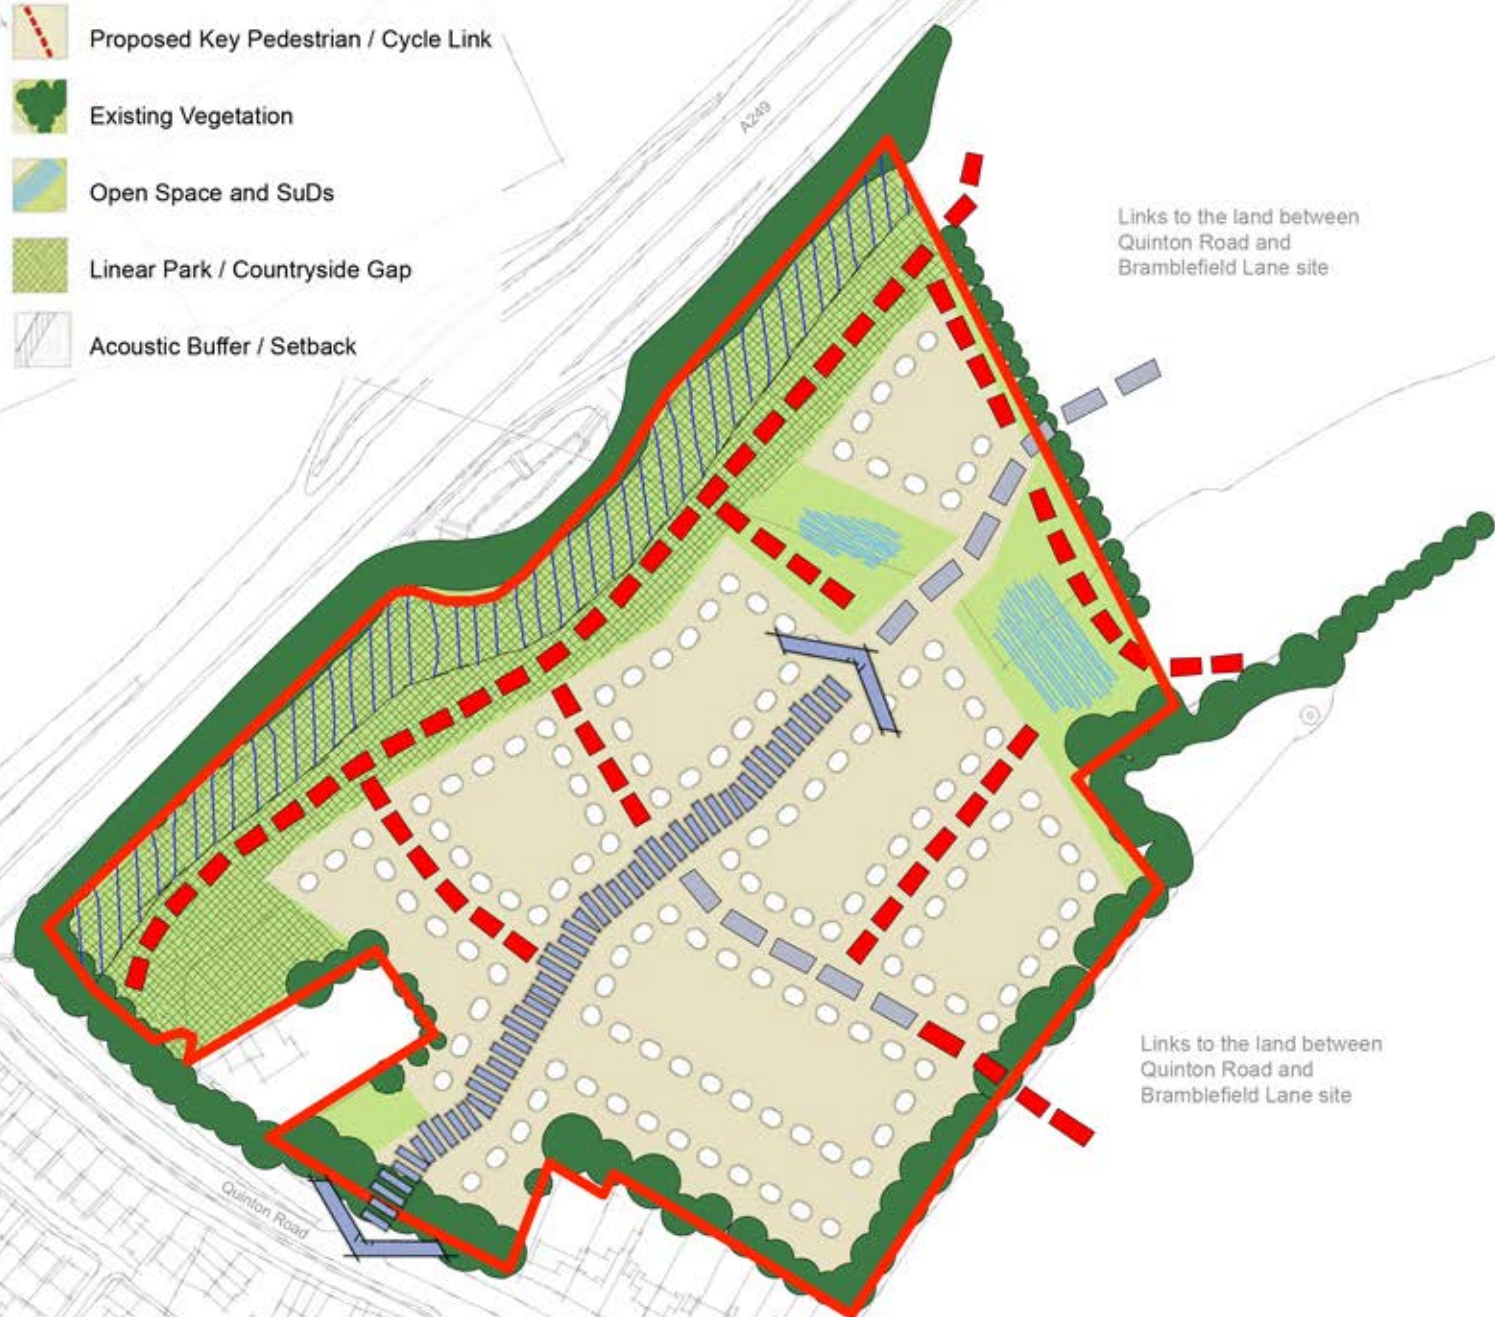 Proposed Key Pedestrian / Cycle Link
Existing Vegetation
Open Space and SuDs
Linear Park / Countryside Gap
Acoustic Buffer / Setback
A249
Links to the land between
Quinton Road and
Bramblefield Lane site
Links to the land between
Quinton Road and
Bramblefield Lane site
Quinton Road